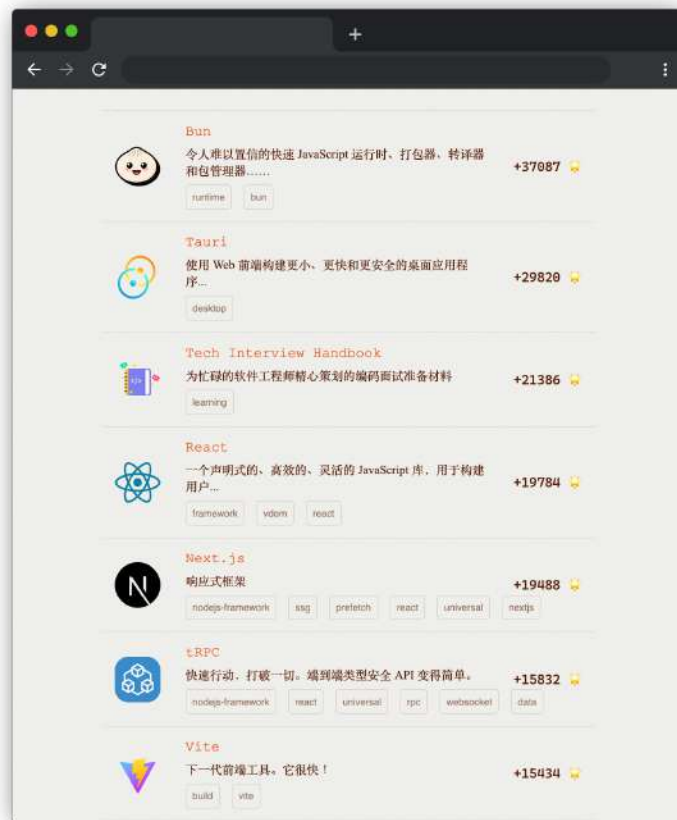 Bun
令人难以置信的快速 JavaScript 运行时、打包器、转译器
和包管理器……
+37087
runtime bun
Tauri
使用 Web 前端构建更小、更快和更安全的桌面应用程
序...
+29820
desktop
Tech Interview Handbook
为忙碌的软件工程师精心策划的编码面试准备材料
+21386
learning
React
一个声明式的、高效的、灵活的 JavaScript 库，用于构建
用户...
+19784
framework vdom react
Next.js
响应式框架
+19488
nodejs-framework ssg prefetch react universal nextjs
tRPC
快速行动，打破一切。端到端类型安全 API 变得简单。
+15832
nodejs-framework react universal rpc websocket data
Vite
下一代前端工具。它很快！
+15434
build vite